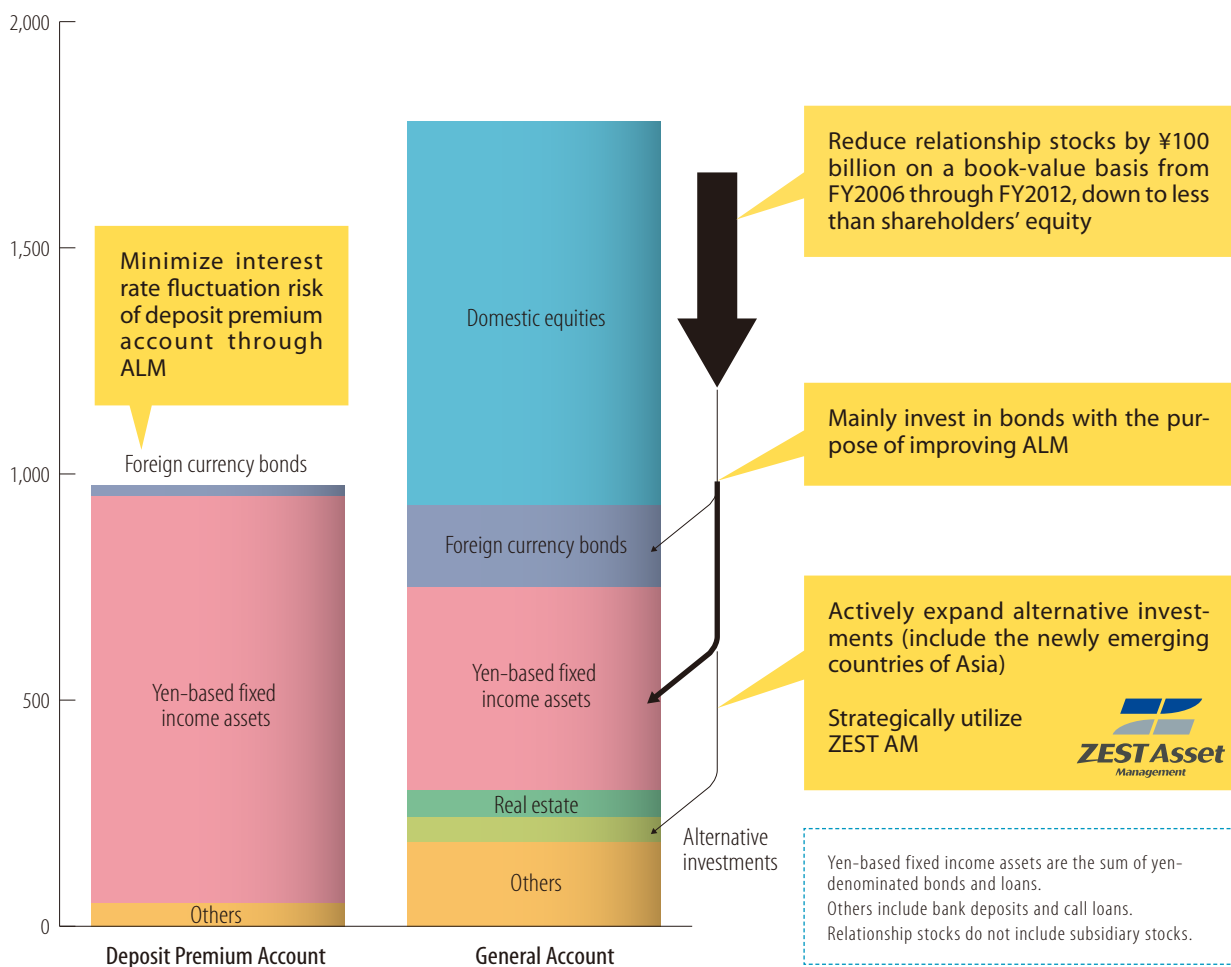 2,000
1,500
1,000
500
0
Minimize interest
rate fluctuation risk
of deposit premium
account through
ALM
Foreign currency bonds
Yen-based fixed
income assets
Others
Deposit Premium Account
Domestic equities
Foreign currency bonds
Yen-based fixed
income assets
Real estate
Others
General Account
Alternative
investments
Reduce relationship stocks by ¥100
billion on a book-value basis from
FY2006 through FY2012, down to less
than shareholders’ equity
Mainly invest in bonds with the pur-
pose of improving ALM
Actively expand alternative invest-
ments (include the newly emerging
countries of Asia)
Strategically utilize
ZEST AM
ZEST Asset
Management
Yen-based fixed income assets are the sum of yen-
denominated bonds and loans.
Others include bank deposits and call loans.
Relationship stocks do not include subsidiary stocks.